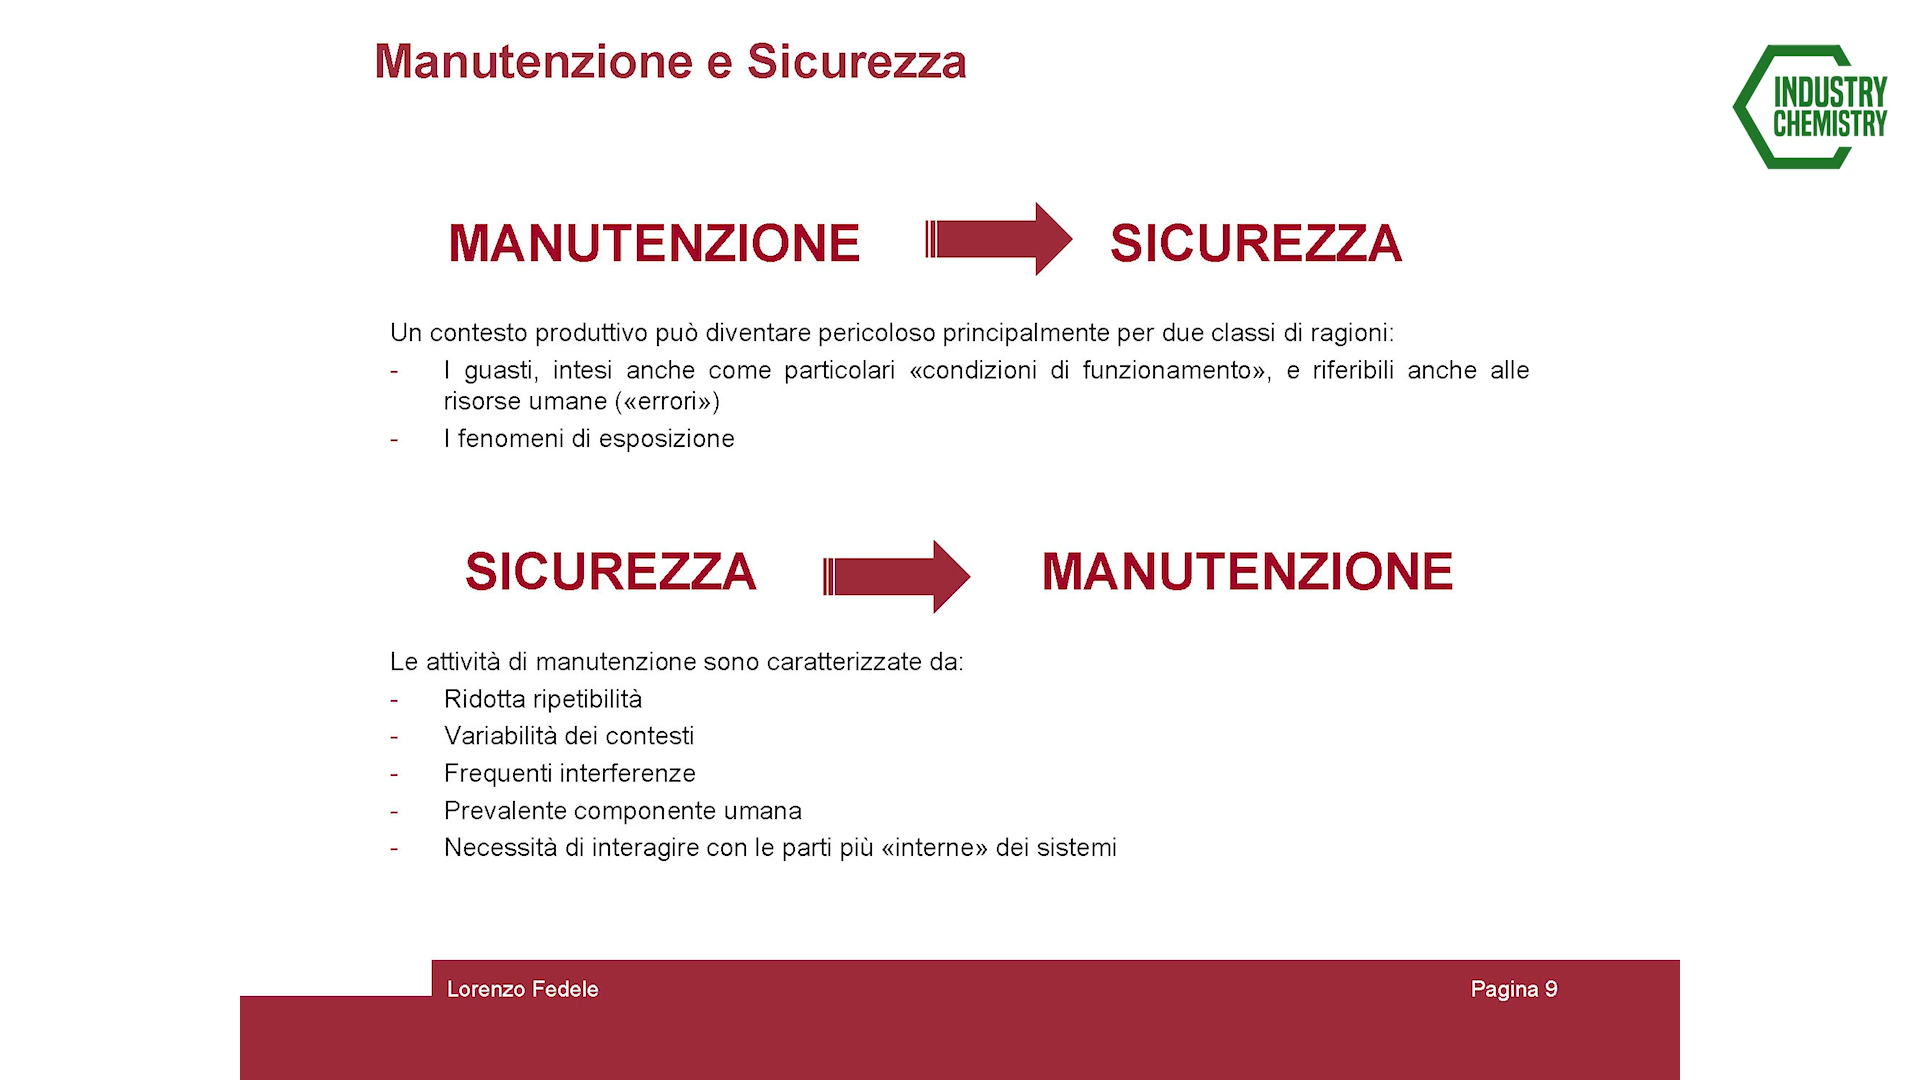 Manutenzione e Sicurezza
INDUSTRY
CHEMISTRY
MANUTENZIONE SICUREZZA
Un contesto produttivo può diventare pericoloso principalmente per due classi di ragioni:
- I guasti, intesi anche come particolari «condizioni di funzionamento», e riferibili anche alle
risorse umane («errori»)
- I fenomeni di esposizione
SICUREZZA MANUTENZIONE
Le attività di manutenzione sono caratterizzate da:
- Ridotta ripetibilità
- Variabilità dei contesti
- Frequenti interferenze
- Prevalente componente umana
- Necessità di interagire con le parti più «interne» dei sistemi
Lorenzo Fedele Pagina 9